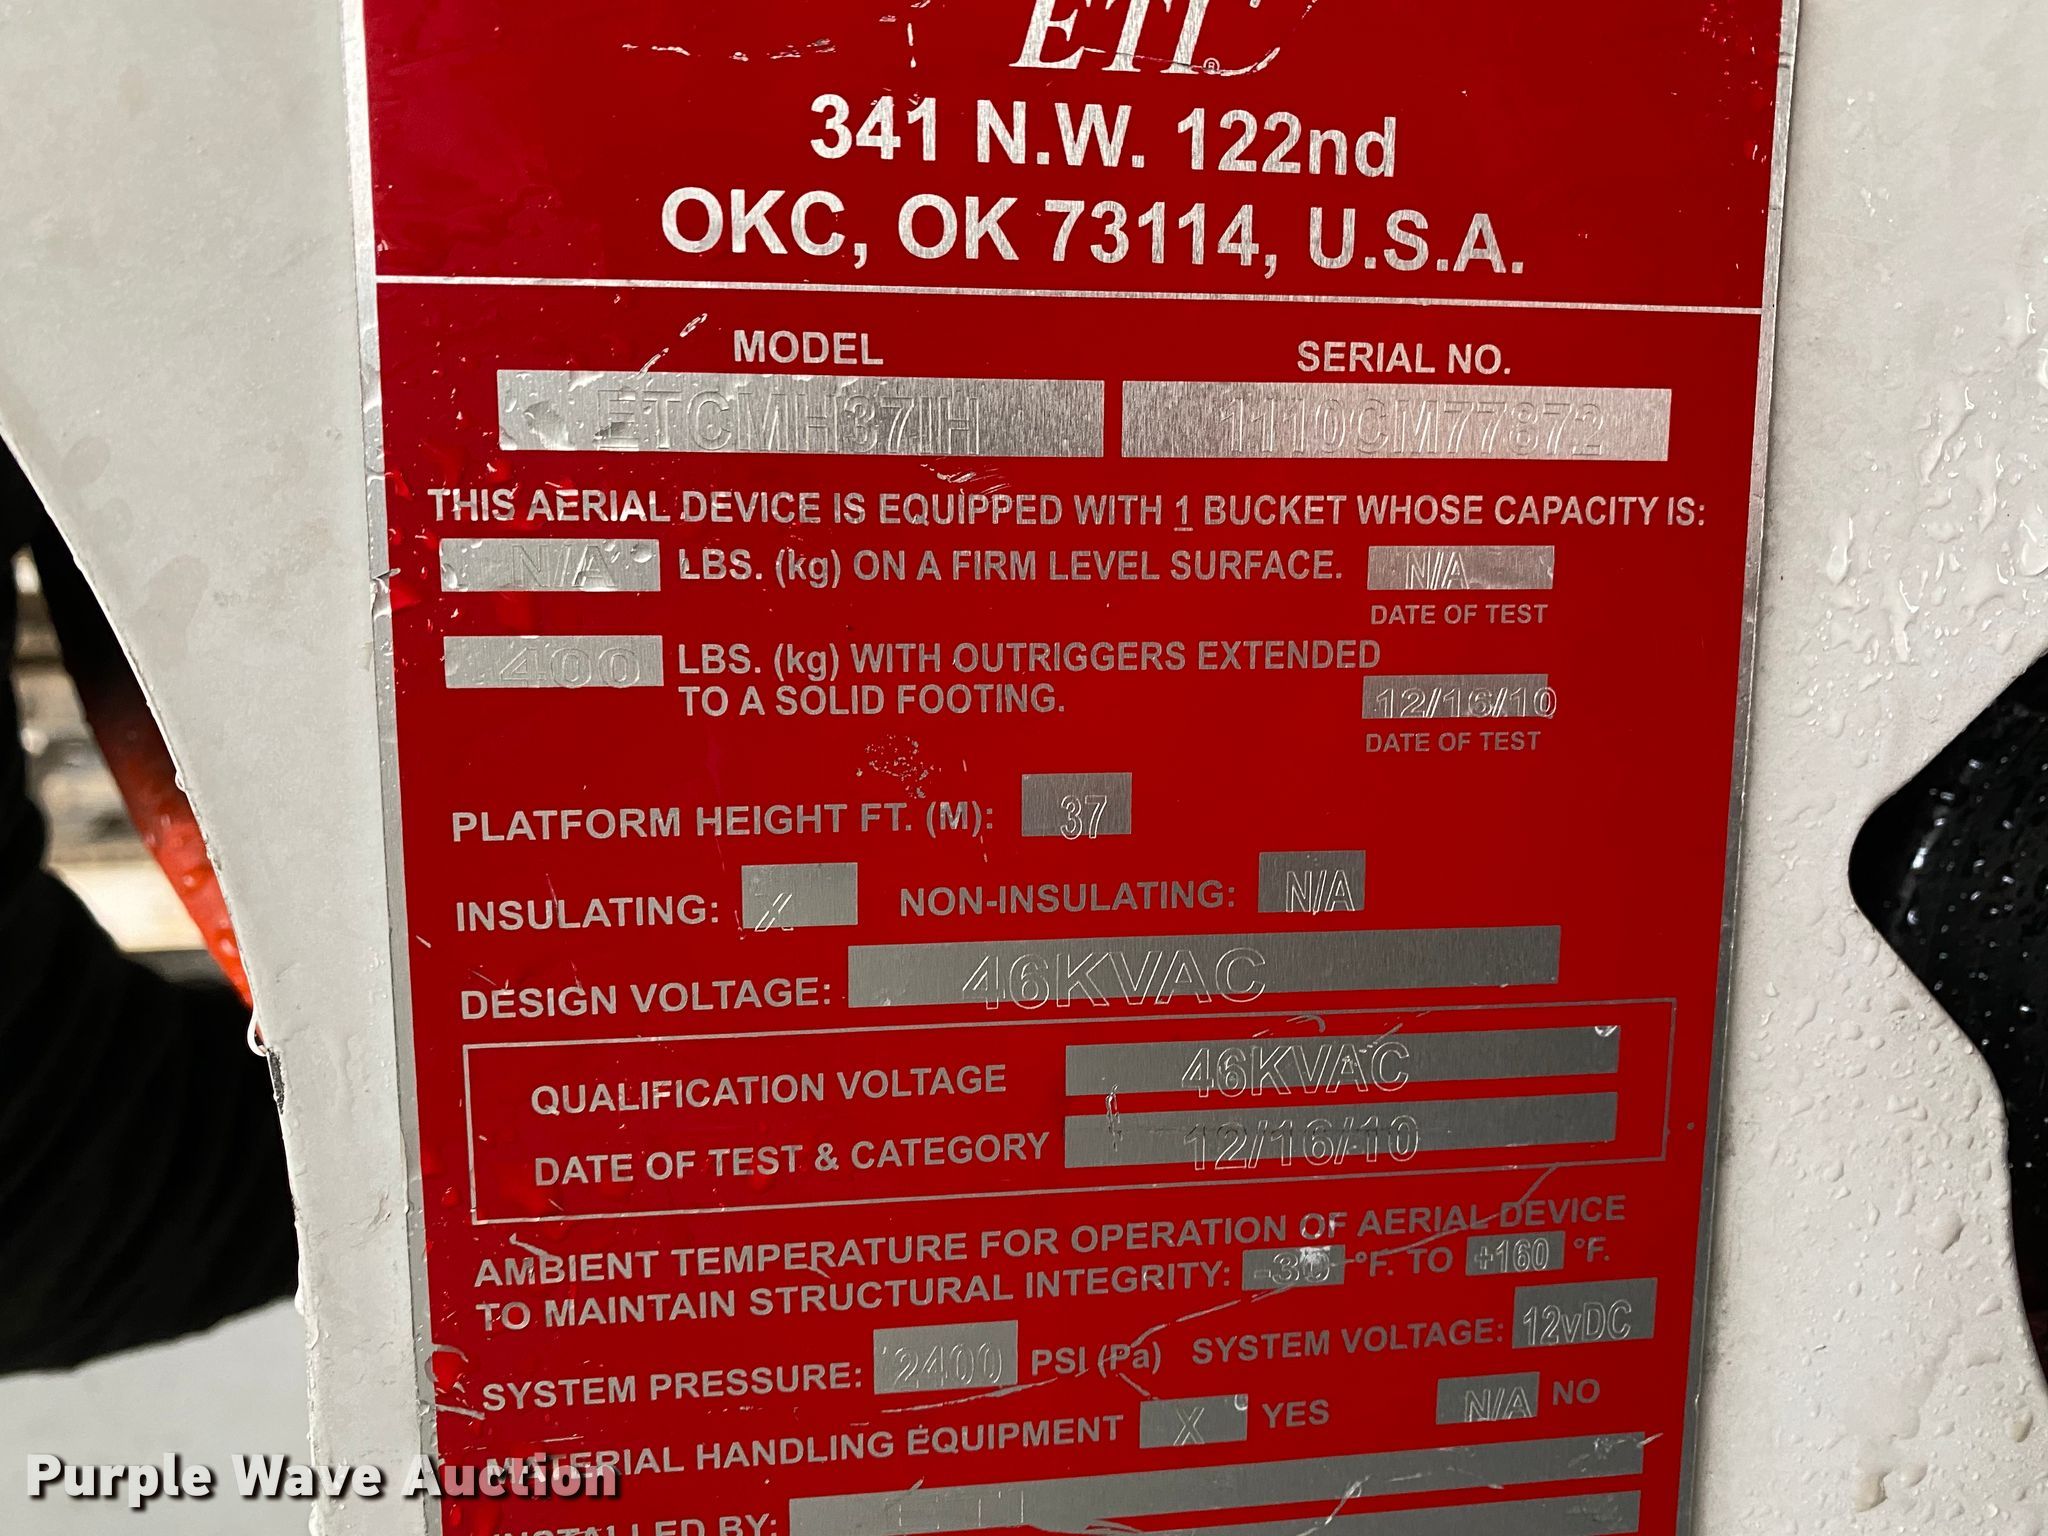 ETI®
341 N.W. 122nd
OKC, OK 73114, U.S.A.
MODEL SERIAL NO.
ETCMH37IH 1110CM77872
THIS AERIAL DEVICE IS EQUIPPED WITH 1 BUCKET WHOSE CAPACITY IS:
N/A LBS. (kg) ON A FIRM LEVEL SURFACE. N/A
DATE OF TEST
400 LBS. (kg) WITH OUTRIGGERS EXTENDED
TO A SOLID FOOTING. 12/16/10
DATE OF TEST
PLATFORM HEIGHT FT. (M): 37
INSULATING: X NON-INSULATING: N/A
DESIGN VOLTAGE: 46KVAC
QUALIFICATION VOLTAGE 46KVAC
DATE OF TEST & CATEGORY 12/16/10
AMBIENT TEMPERATURE FOR OPERATION OF AERIAL DEVICE
TO MAINTAIN STRUCTURAL INTEGRITY: -30 °F. TO +160 °F.
SYSTEM PRESSURE: 2400 PSI (Pa) SYSTEM VOLTAGE: 12vDC
MATERIAL HANDLING EQUIPMENT X YES N/A NO
INSTALLED BY:
Purple Wave Auction